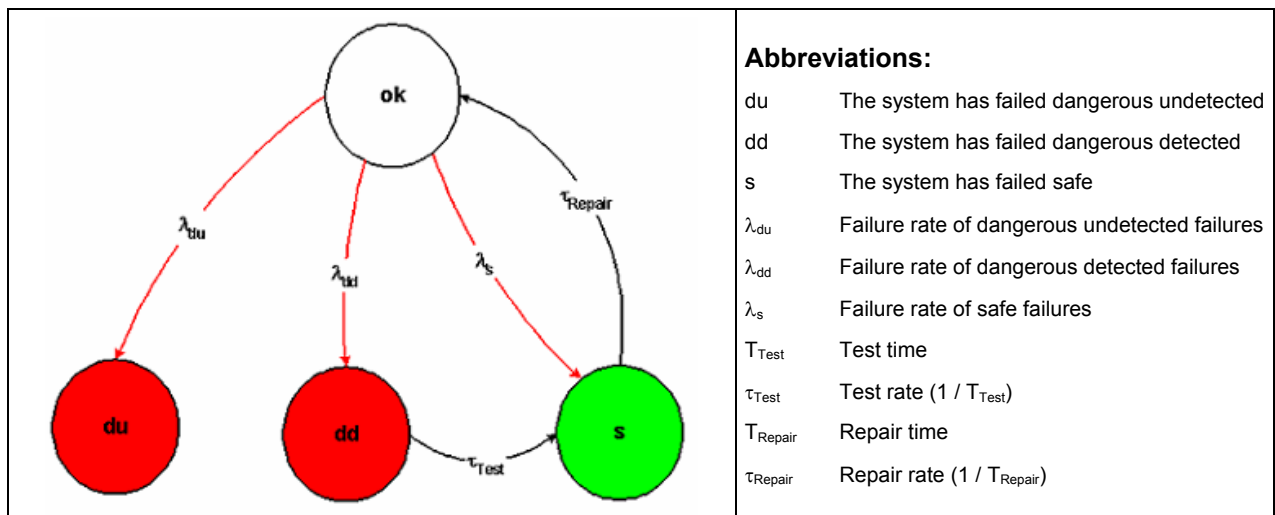 ok
λdu
λdd
λs
τRepair
du
dd
s
τTest
Abbreviations:
du The system has failed dangerous undetected
dd The system has failed dangerous detected
s The system has failed safe
λdu Failure rate of dangerous undetected failures
λdd Failure rate of dangerous detected failures
λs Failure rate of safe failures
TTest Test time
τTest Test rate (1 / TTest)
TRepair Repair time
τRepair Repair rate (1 / TRepair)